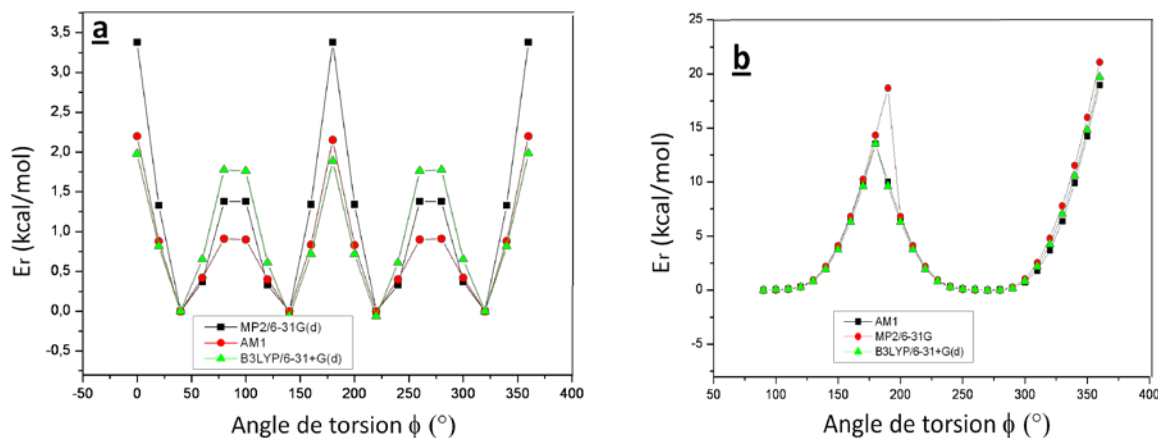 a
Er (kcal/mol)
3,5
3,0
2,5
2,0
1,5
1,0
0,5
0,0
-0,5
MP2/6-31G(d)
AM1
B3LYP/6-31+G(d)
-50 0 50 100 150 200 250 300 350 400
Angle de torsion ϕ (°)
b
Er (kcal/mol)
25
20
15
10
5
0
-5
AM1
MP2/6-31G
B3LYP/6-31+G(d)
50 100 150 200 250 300 350 400
Angle de torsion ϕ (°)